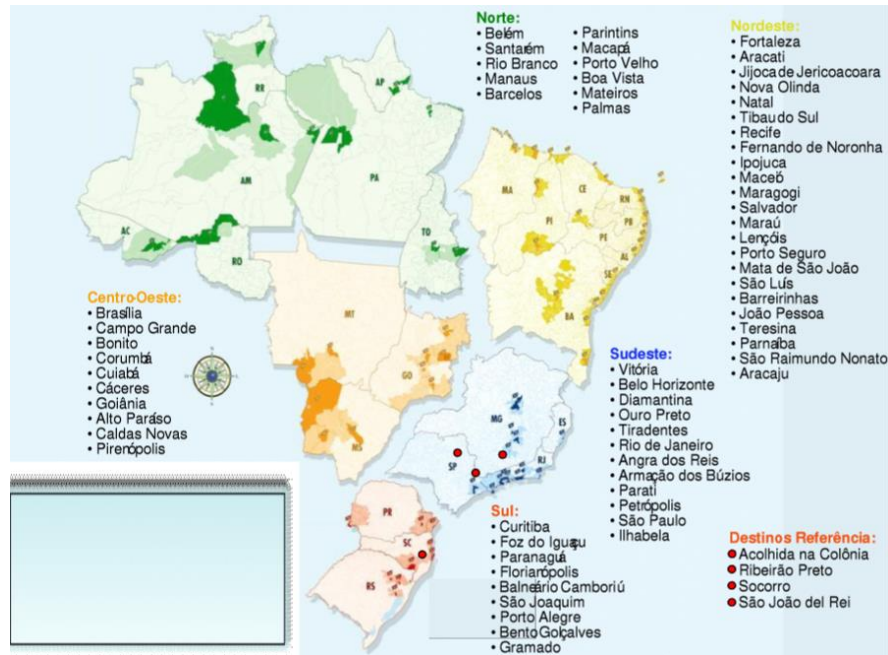 Norte:
• Belém
• Santarém
• Rio Branco
• Manaus
• Barcelos
• Parintins
• Macapá
• Porto Velho
• Boa Vista
• Mateiros
• Palmas
Nordeste:
• Fortaleza
• Aracati
• Jijoca de Jericoacoara
• Nova Olinda
• Natal
• Tibau do Sul
• Recife
• Fernando de Noronha
• Ipojuca
• Maceió
• Maragogi
• Salvador
• Maraú
• Lençóis
• Porto Seguro
• Mata de São João
• São Luís
• Barreirinhas
• João Pessoa
• Teresina
• Parnaíba
• São Raimundo Nonato
• Aracaju
RR
AP
AM
PA
AC
RO
TO
MA
CE
RN
PB
PI
PE
AL
SE
BA
Centro-Oeste:
• Brasília
• Campo Grande
• Bonito
• Corumbá
• Cuiabá
• Cáceres
• Goiânia
• Alto Paráso
• Caldas Novas
• Pirenópolis
MT
GO
MS
Sudeste:
• Vitória
• Belo Horizonte
• Diamantina
• Ouro Preto
• Tiradentes
• Rio de Janeiro
• Angra dos Reis
• Armação dos Búzios
• Parati
• Petrópolis
• São Paulo
• Ilhabela
MG
ES
SP
RJ
PR
SC
RS
Sul:
• Curitiba
• Foz do Iguaçu
• Paranaguá
• Florianópolis
• Balneário Camboriú
• São Joaquim
• Porto Alegre
• Bento Gonçalves
• Gramado
Destinos Referência:
Acolhida na Colônia
Ribeirão Preto
Socorro
São João del Rei